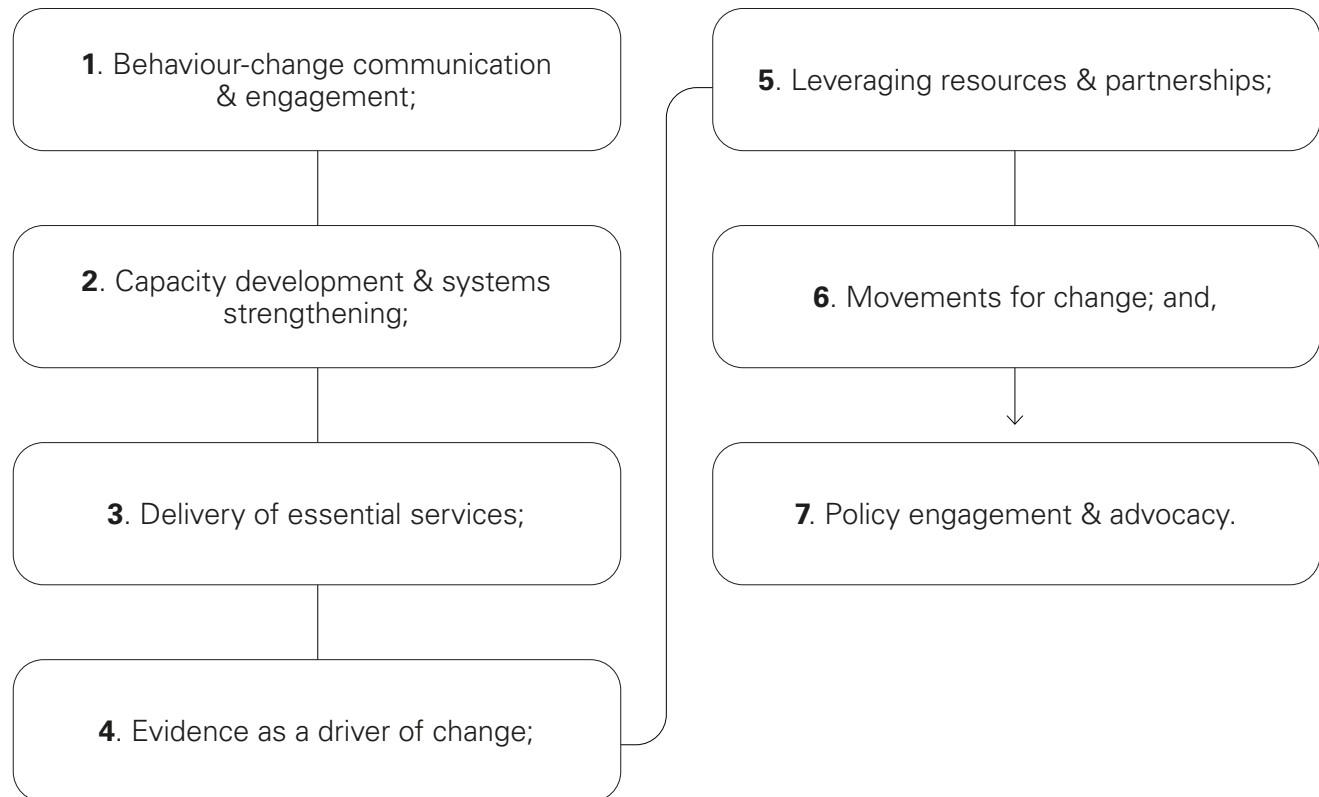 1. Behaviour-change communication
& engagement;
2. Capacity development & systems
strengthening;
3. Delivery of essential services;
4. Evidence as a driver of change;
5. Leveraging resources & partnerships;
6. Movements for change; and,
7. Policy engagement & advocacy.